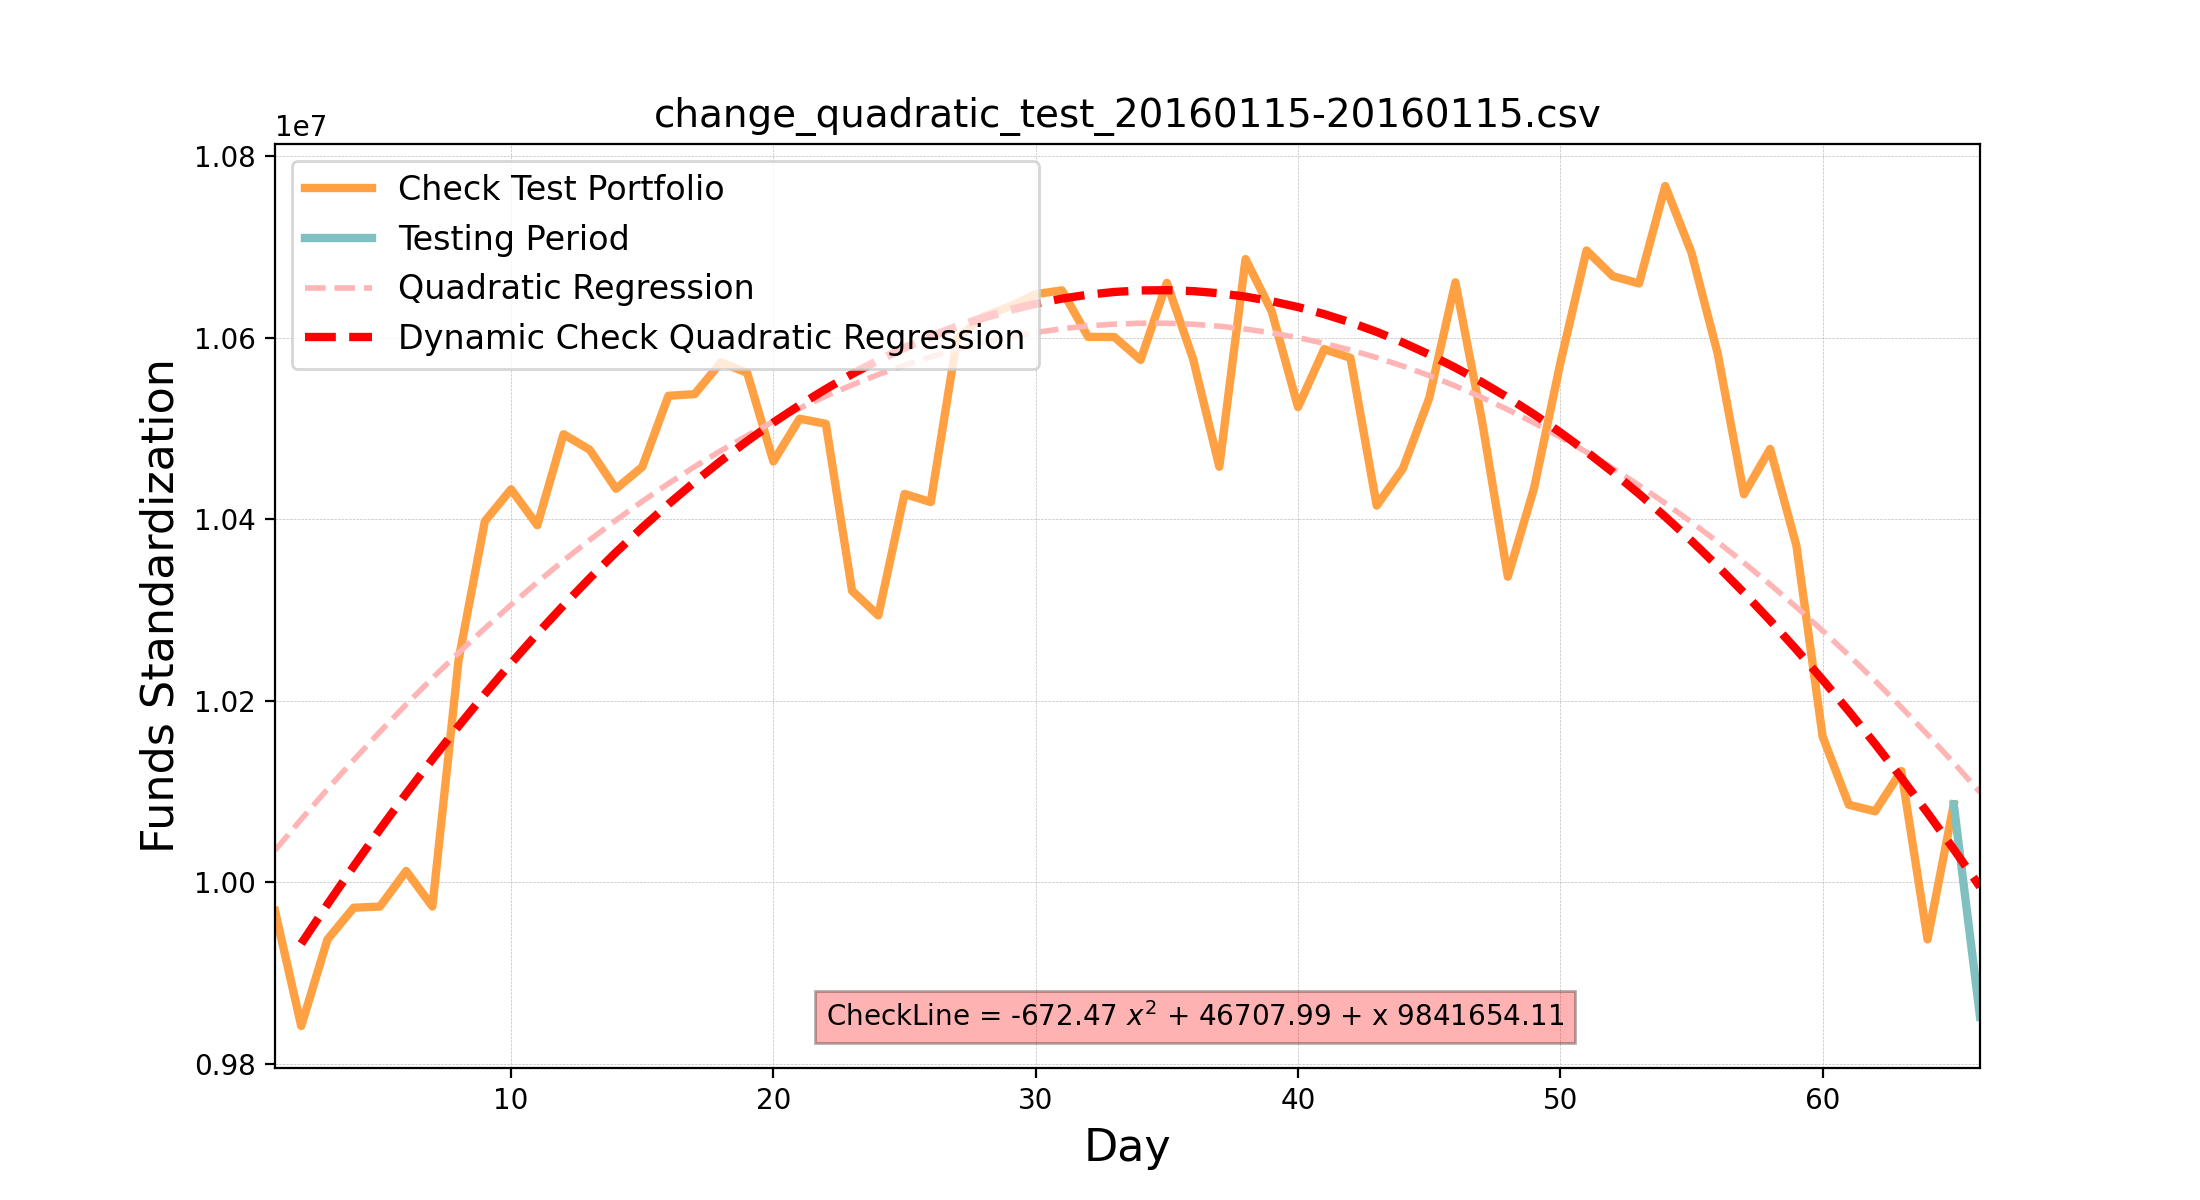 change_quadratic_test_20160115-20160115.csv
1e7
1.08
1.06
1.04
1.02
1.00
0.98
Funds Standardization
Check Test Portfolio
Testing Period
Quadratic Regression
Dynamic Check Quadratic Regression
CheckLine = -672.47 x² + 46707.99 + x 9841654.11
10 20 30 40 50 60
Day